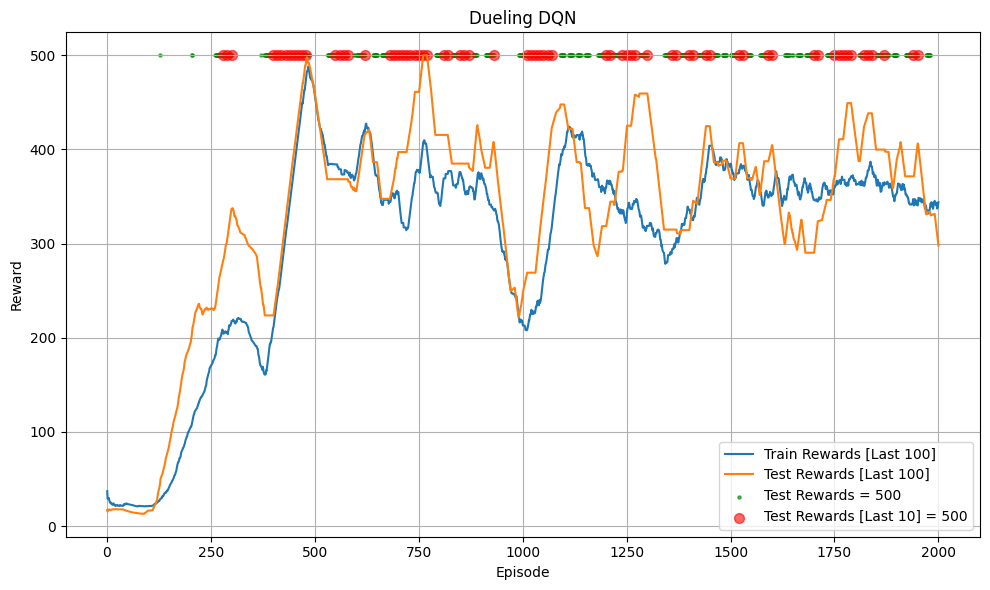 Dueling DQN
Reward
500
400
300
200
100
0
0 250 500 750 1000 1250 1500 1750 2000
Episode
Train Rewards [Last 100]
Test Rewards [Last 100]
Test Rewards = 500
Test Rewards [Last 10] = 500